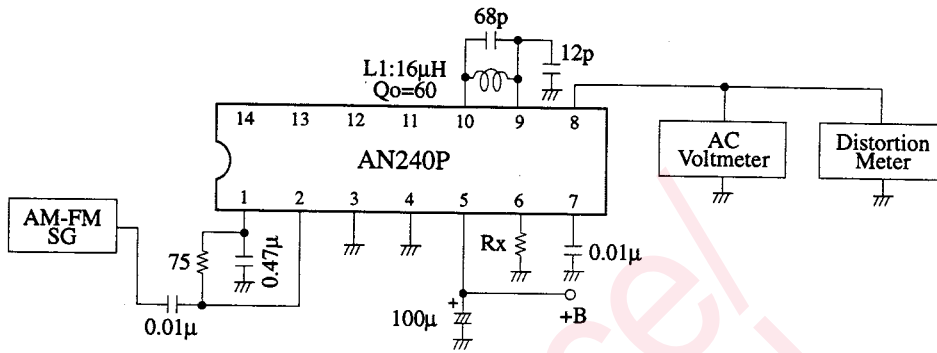 68p
12p
L1:16μH
Qo=60
14 13 12 11 10 9 8
AN240P
AC
Voltmeter
Distortion
Meter
1 2 3 4 5 6 7
AM-FM
SG
75
0.47μ
Rx
0.01μ
0.01μ
100μ
+
+B